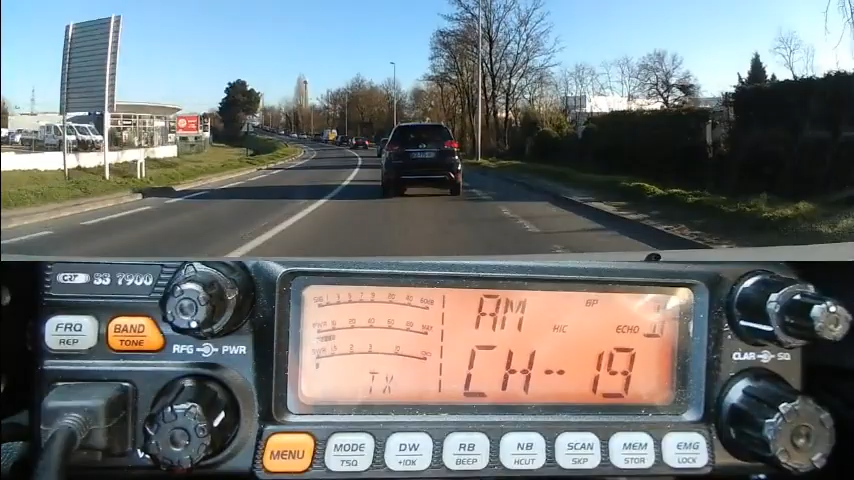 CRT SS 7900
FRQ
REP
BAND
TONE
RFG PWR
AM
BP
HIC
ECHO
TX
CH-- 19
CLAR SQ
MENU
MODE
TSQ
DW
+10K
RB
BEEP
NB
HCUT
SCAN
SKP
MEM
STOR
EMG
LOCK